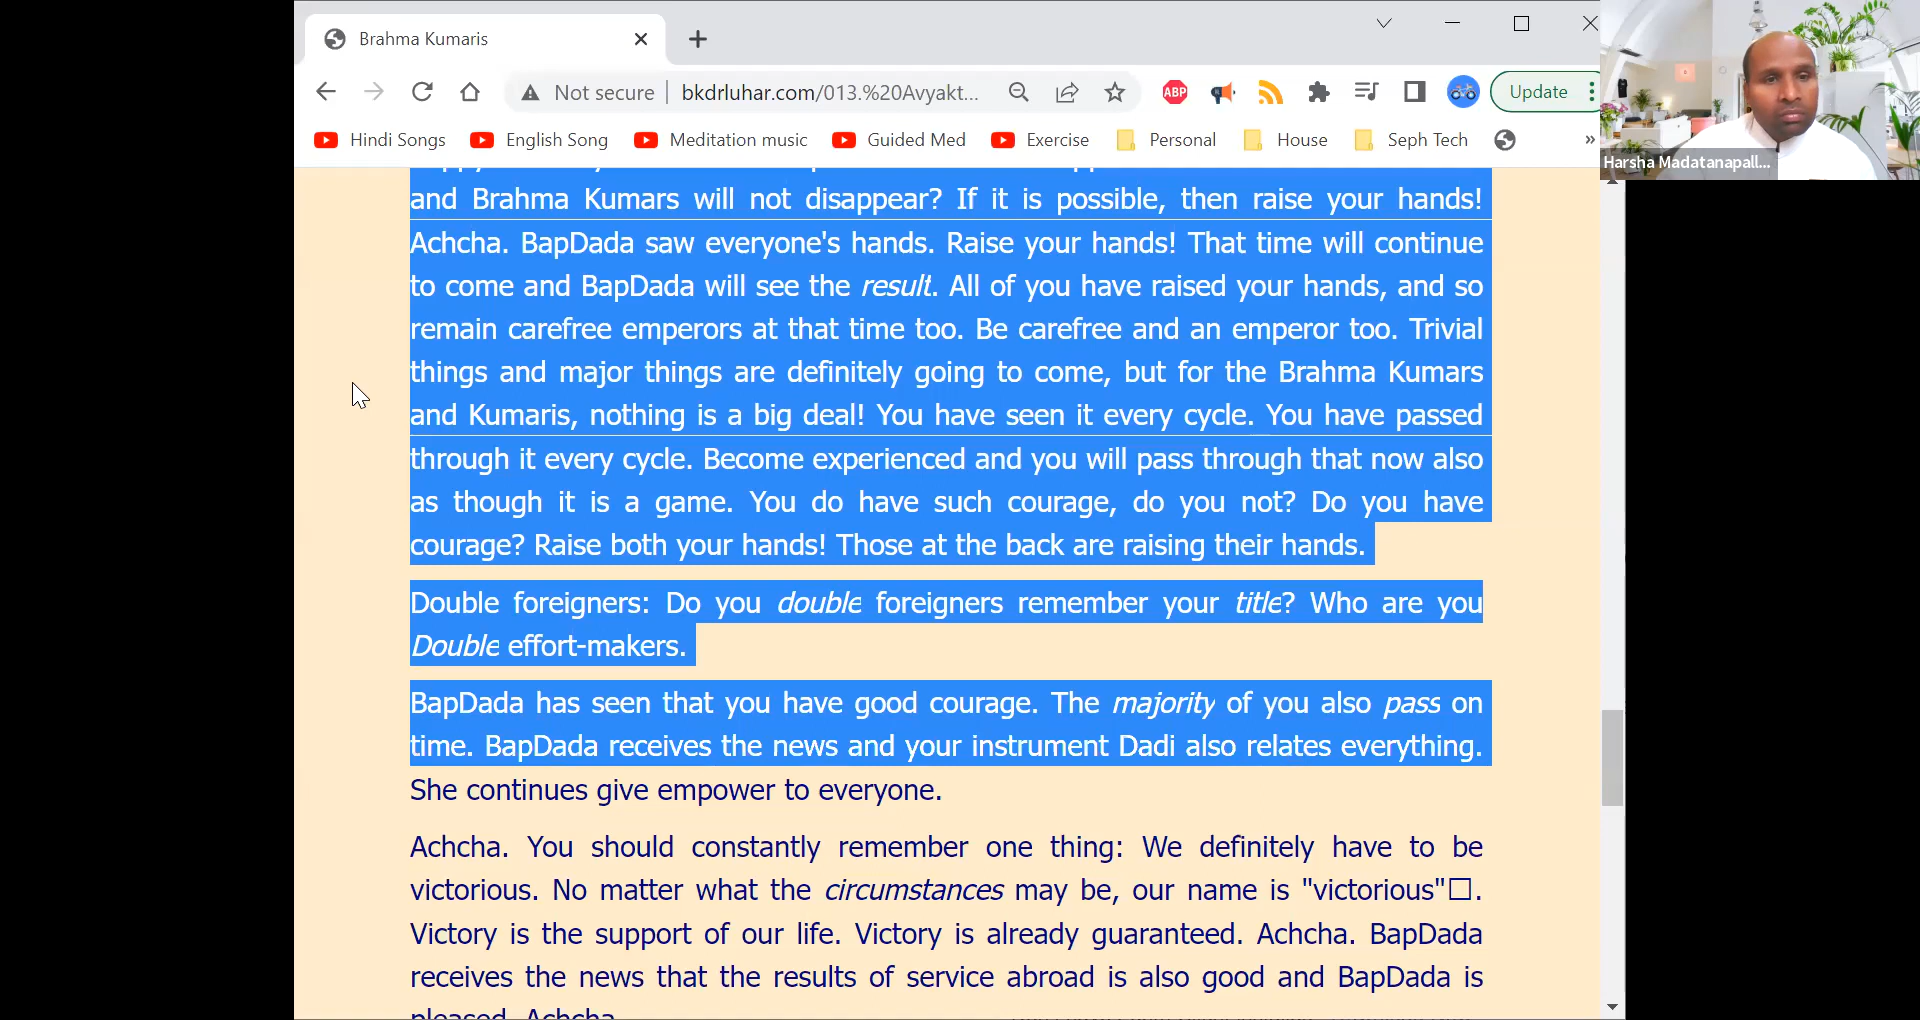 Brahma Kumaris
Not secure
bkdrluhar.com/013.%20Avyakt...
ABP
Update
Hindi Songs
English Song
Meditation music
Guided Med
Exercise
Personal
House
Seph Tech
»
Harsha Madatanapall...
and Brahma Kumars will not disappear? If it is possible, then raise your hands!
Achcha. BapDada saw everyone's hands. Raise your hands! That time will continue
to come and BapDada will see the result. All of you have raised your hands, and so
remain carefree emperors at that time too. Be carefree and an emperor too. Trivial
things and major things are definitely going to come, but for the Brahma Kumars
and Kumaris, nothing is a big deal! You have seen it every cycle. You have passed
through it every cycle. Become experienced and you will pass through that now also
as though it is a game. You do have such courage, do you not? Do you have
courage? Raise both your hands! Those at the back are raising their hands.
Double foreigners: Do you double foreigners remember your title? Who are you
Double effort-makers.
BapDada has seen that you have good courage. The majority of you also pass on
time. BapDada receives the news and your instrument Dadi also relates everything.
She continues give empower to everyone.
Achcha. You should constantly remember one thing: We definitely have to be
victorious. No matter what the circumstances may be, our name is "victorious"□.
Victory is the support of our life. Victory is already guaranteed. Achcha. BapDada
receives the news that the results of service abroad is also good and BapDada is
pleased. Achcha.